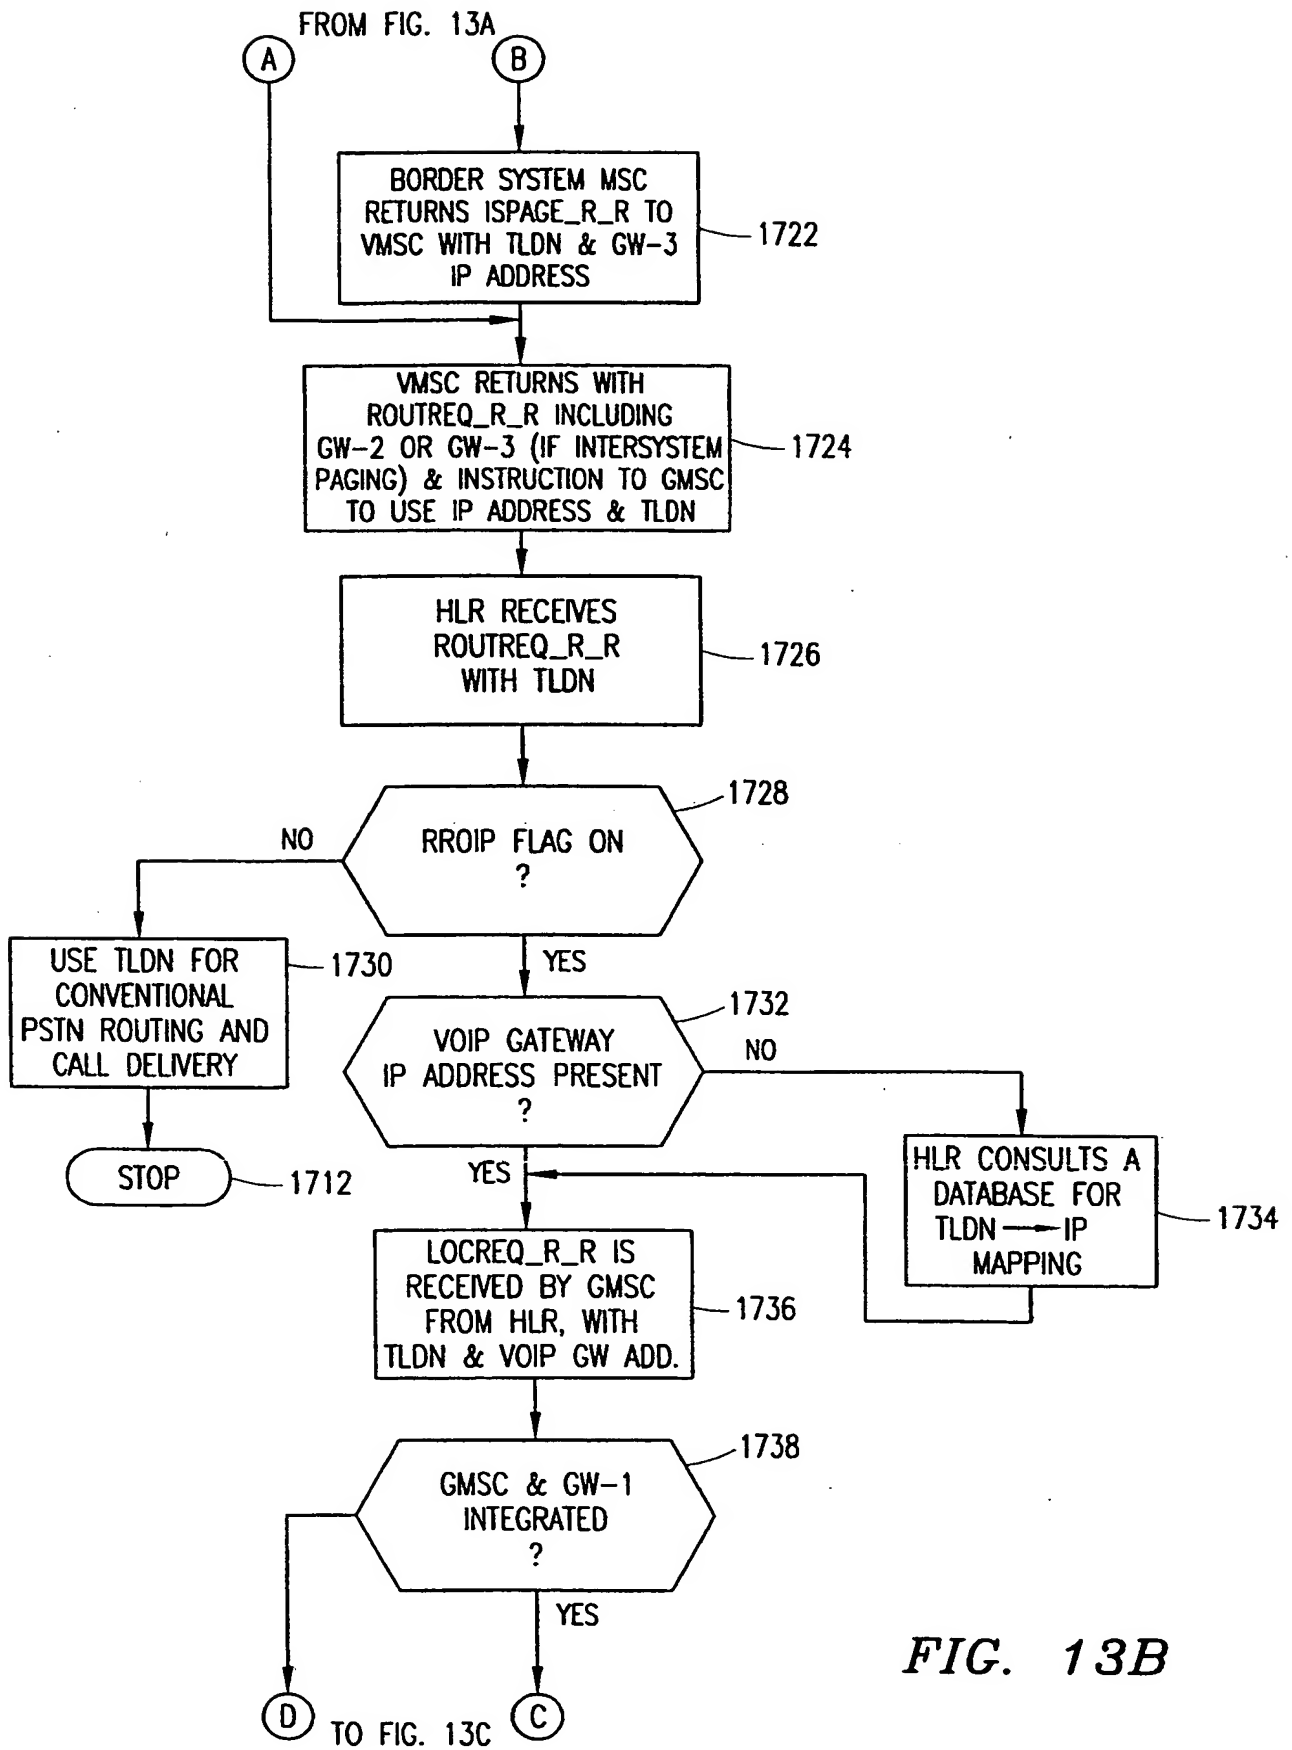 FROM FIG. 13A
A
B
BORDER SYSTEM MSC
RETURNS ISPAGE_R_R TO
VMSC WITH TLDN & GW-3
IP ADDRESS
1722
VMSC RETURNS WITH
ROUTREQ_R_R INCLUDING
GW-2 OR GW-3 (IF INTERSYSTEM
PAGING) & INSTRUCTION TO GMSC
TO USE IP ADDRESS & TLDN
1724
HLR RECEIVES
ROUTREQ_R_R
WITH TLDN
1726
1728
RROIP FLAG ON
?
NO
YES
USE TLDN FOR
CONVENTIONAL
PSTN ROUTING AND
CALL DELIVERY
1730
STOP
1712
1732
VOIP GATEWAY
IP ADDRESS PRESENT
?
NO
YES
HLR CONSULTS A
DATABASE FOR
TLDN → IP
MAPPING
1734
LOCREQ_R_R IS
RECEIVED BY GMSC
FROM HLR, WITH
TLDN & VOIP GW ADD.
1736
1738
GMSC & GW-1
INTEGRATED
?
YES
D
TO FIG. 13C
C
FIG. 13B